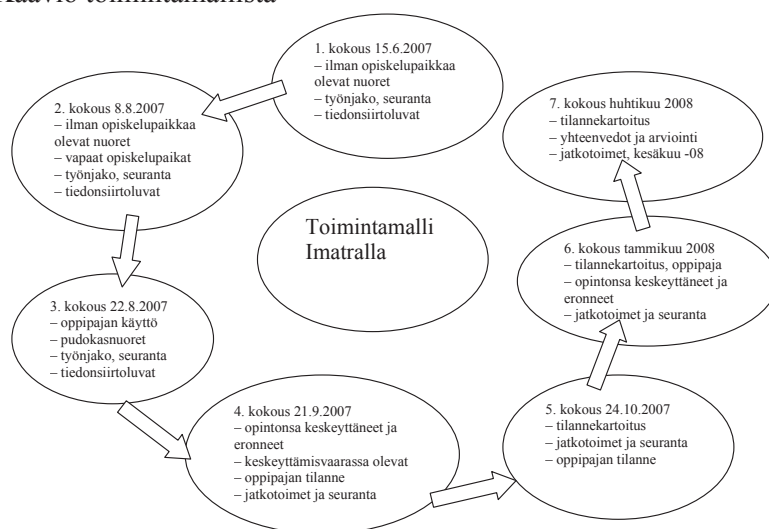 Kaavio toimintamallista
1. kokous 15.6.2007
– ilman opiskelupaikkaa
olevat nuoret
– työnjako, seuranta
– tiedonsiirtoluvat
2. kokous 8.8.2007
– ilman opiskelupaikkaa
olevat nuoret
– vapaat opiskelupaikat
– työnjako, seuranta
– tiedonsiirtoluvat
3. kokous 22.8.2007
– oppipajan käyttö
– pudokasnuoret
– työnjako, seuranta
– tiedonsiirtoluvat
4. kokous 21.9.2007
– opintonsa keskeyttäneet ja
eronneet
– keskeyttämisvaarassa olevat
– oppipajan tilanne
– jatkotoimet ja seuranta
5. kokous 24.10.2007
– tilannekartoitus
– jatkotoimet ja seuranta
– oppipajan tilanne
6. kokous tammikuu 2008
– tilannekartoitus, oppipaja
– opintonsa keskeyttäneet ja
eronneet
– jatkotoimet ja seuranta
7. kokous huhtikuu 2008
– tilannekartoitus
– yhteenvedot ja arviointi
– jatkotoimet, kesäkuu -08
Toimintamalli
Imatralla